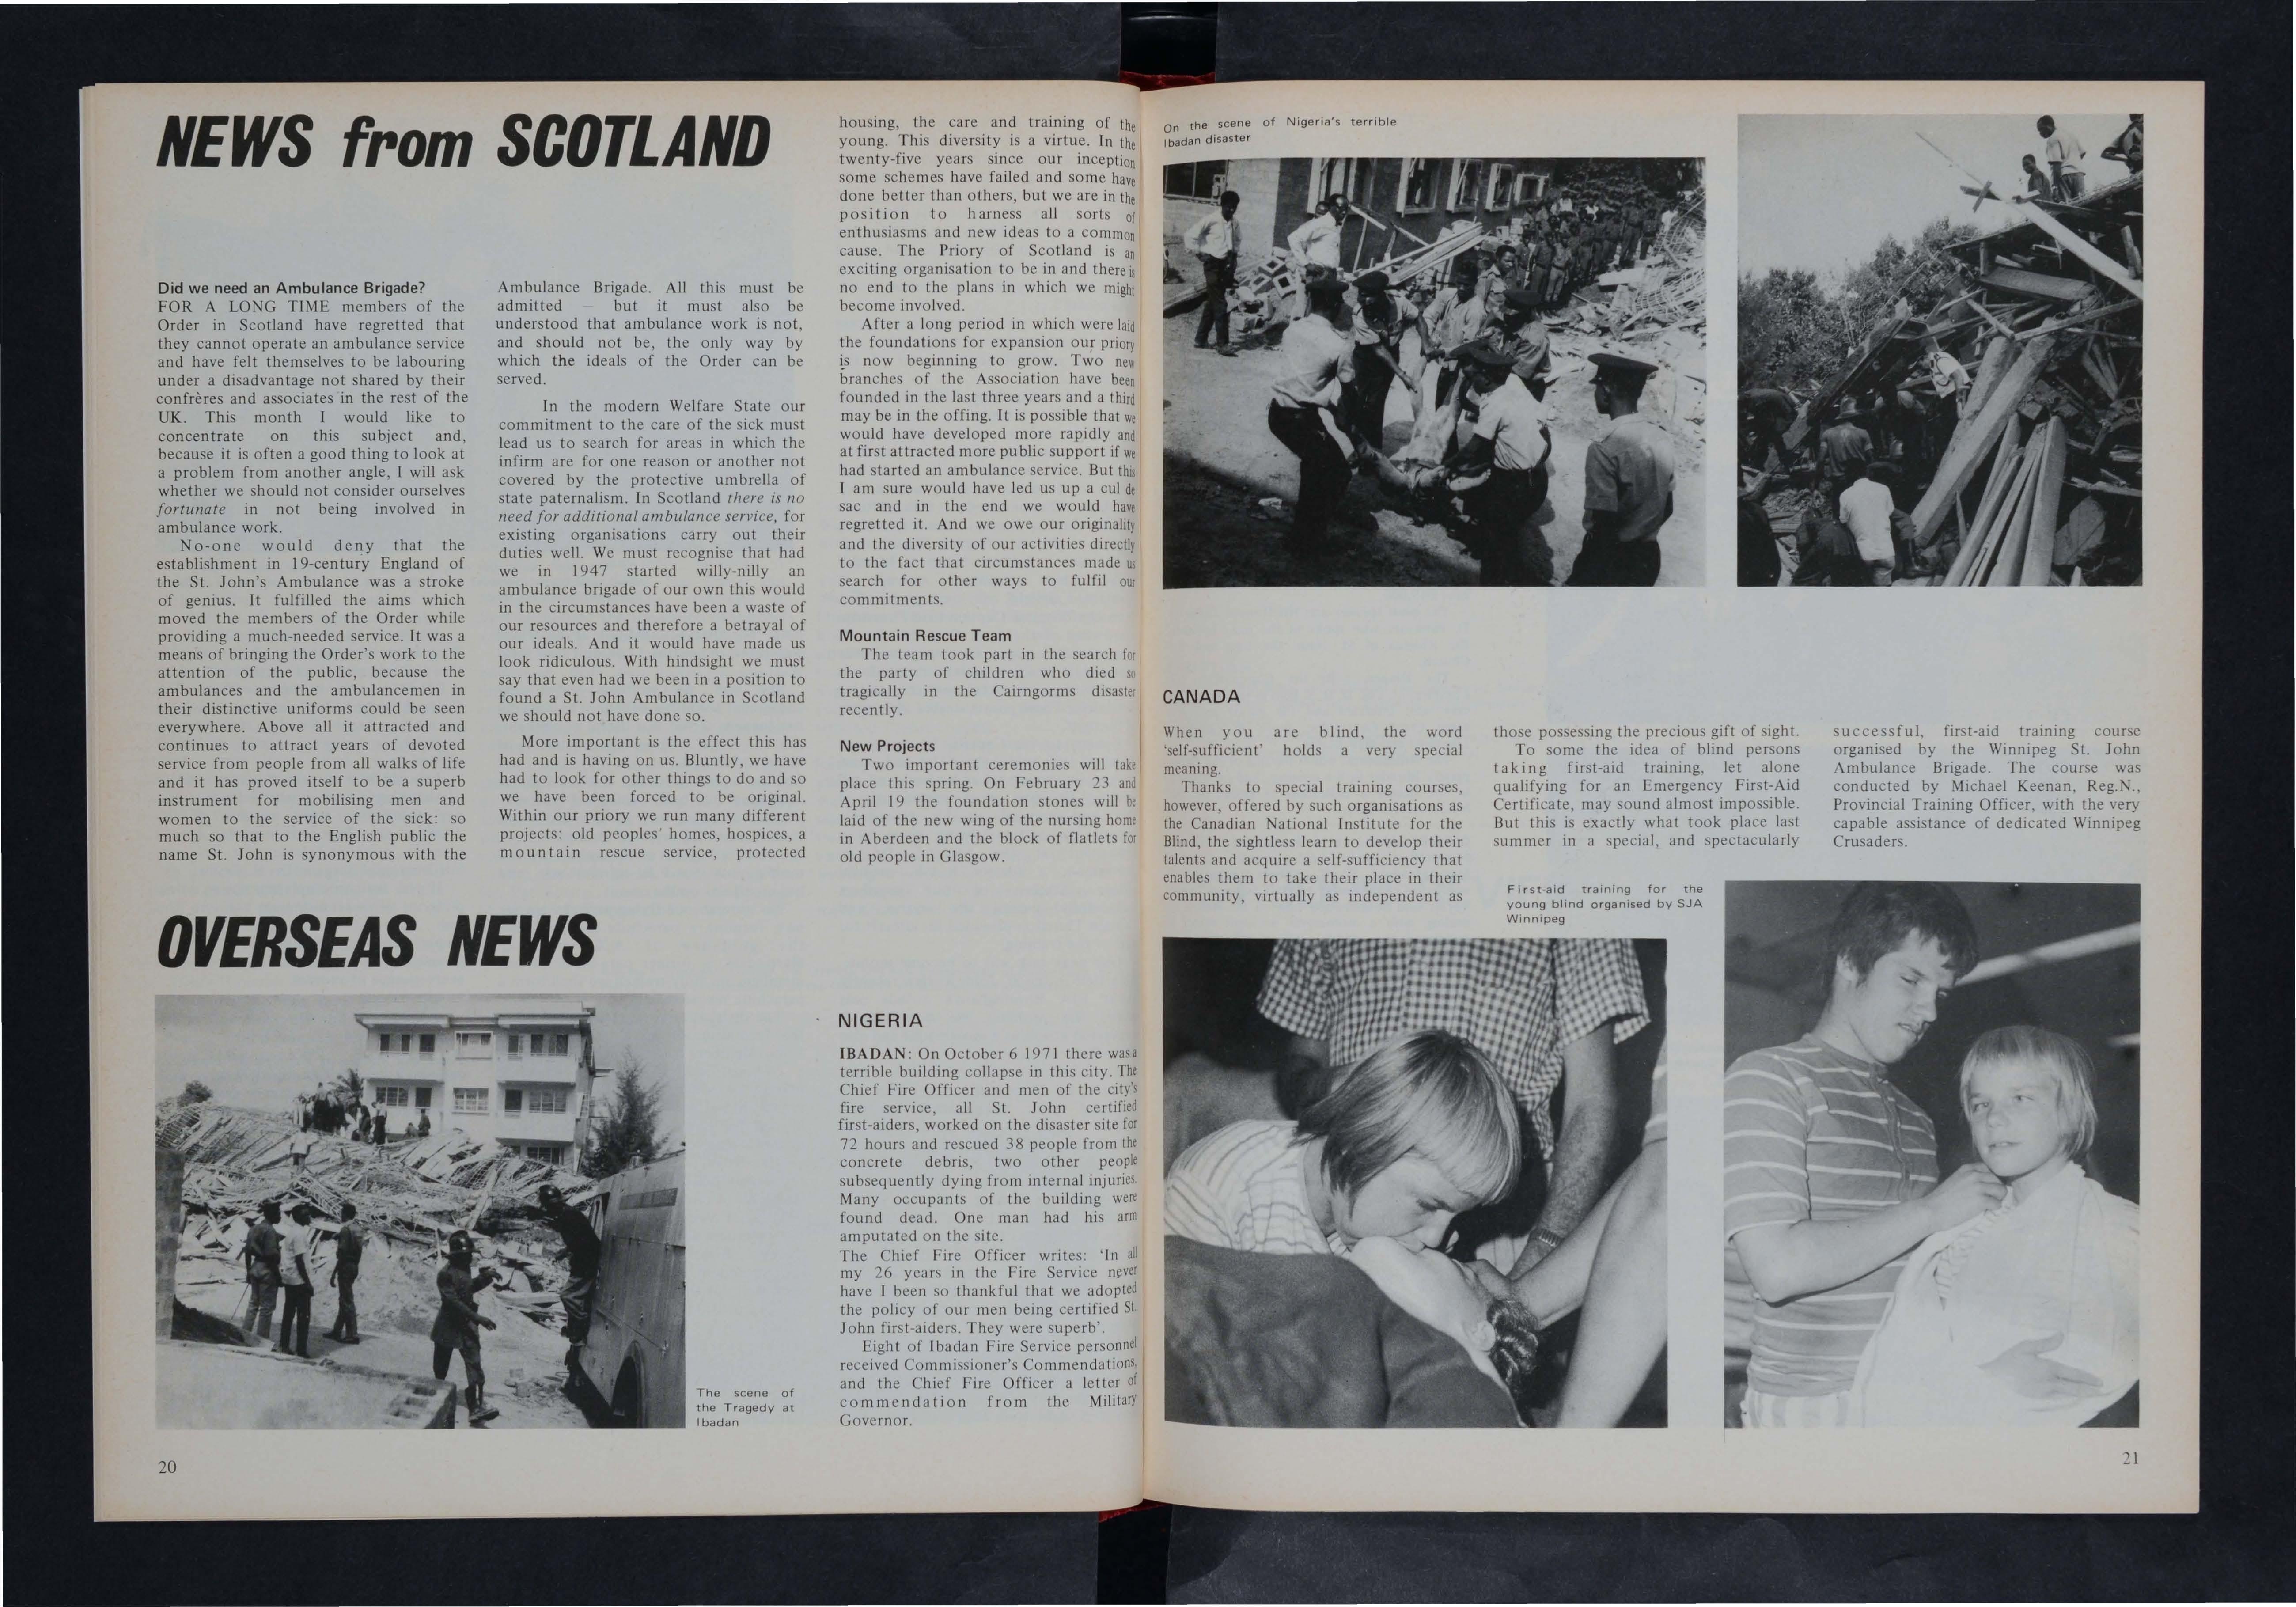 NEWS from SCOTLAND
Did we need an Ambulance Brigade?
FOR A LONG TIME members of the
Order in Scotland have regretted that
they cannot operate an ambulance service
and have felt themselves to be labouring
under a disadvantage not shared by their
confrères and associates in the rest of the
UK. This month I would like to
concentrate on this subject and,
because it is often a good thing to look at
a problem from another angle, I will ask
whether we should not consider ourselves
fortunate in not being involved in
ambulance work.
No-one would deny that the
establishment in 19-century England of
the St. John's Ambulance was a stroke
of genius. It fulfilled the aims which
moved the members of the Order while
providing a much-needed service. It was a
means of bringing the Order's work to the
attention of the public, because the
ambulances and the ambulancemen in
their distinctive uniforms could be seen
everywhere. Above all it attracted and
continues to attract years of devoted
service from people from all walks of life
and it has proved itself to be a superb
instrument for mobilising men and
women to the service of the sick: so
much so that to the English public the
name St. John is synonymous with the
Ambulance Brigade. All this must be
admitted — but it must also be
understood that ambulance work is not,
and should not be, the only way by
which the ideals of the Order can be
served.
In the modern Welfare State our
commitment to the care of the sick must
lead us to search for areas in which the
infirm are for one reason or another not
covered by the protective umbrella of
state paternalism. In Scotland there is no
need for additional ambulance service, for
existing organisations carry out their
duties well. We must recognise that had
we in 1947 started willy-nilly an
ambulance brigade of our own this would
in the circumstances have been a waste of
our resources and therefore a betrayal of
our ideals. And it would have made us
look ridiculous. With hindsight we must
say that even had we been in a position to
found a St. John Ambulance in Scotland
we should not have done so.
More important is the effect this has
had and is having on us. Bluntly, we have
had to look for other things to do and so
we have been forced to be original.
Within our priory we run many different
projects: old peoples' homes, hospices, a
mountain rescue service, protected
housing, the care and training of the
young. This diversity is a virtue. In the
twenty-five years since our inception
some schemes have failed and some have
done better than others, but we are in the
position to harness all sorts of
enthusiasms and new ideas to a common
cause. The Priory of Scotland is an
exciting organisation to be in and there is
no end to the plans in which we might
become involved.
After a long period in which were laid
the foundations for expansion our priory
is now beginning to grow. Two new
branches of the Association have been
founded in the last three years and a third
may be in the offing. It is possible that we
would have developed more rapidly and
at first attracted more public support if we
had started an ambulance service. But this
I am sure would have led us up a cul de
sac and in the end we would have
regretted it. And we owe our originality
and the diversity of our activities directly
to the fact that circumstances made us
search for other ways to fulfil our
commitments.
Mountain Rescue Team
The team took part in the search for
the party of children who died so
tragically in the Cairngorms disaster
recently.
New Projects
Two important ceremonies will take
place this spring. On February 23 and
April 19 the foundation stones will be
laid of the new wing of the nursing home
in Aberdeen and the block of flatlets for
old people in Glasgow.
OVERSEAS NEWS
The scene of
the Tragedy at
Ibadan
NIGERIA
IBADAN: On October 6 1971 there was a
terrible building collapse in this city. The
Chief Fire Officer and men of the city's
fire service, all St. John certified
first-aiders, worked on the disaster site for
72 hours and rescued 38 people from the
concrete debris, two other people
subsequently dying from internal injuries.
Many occupants of the building were
found dead. One man had his arm
amputated on the site.
The Chief Fire Officer writes: 'In all
my 26 years in the Fire Service never
have I been so thankful that we adopted
the policy of our men being certified St.
John first-aiders. They were superb'.
Eight of Ibadan Fire Service personnel
received Commissioner's Commendations,
and the Chief Fire Officer a letter of
commendation from the Military
Governor.
20
On the scene of Nigeria's terrible
Ibadan disaster
CANADA
When you are blind, the word
'self-sufficient' holds a very special
meaning.
Thanks to special training courses,
however, offered by such organisations as
the Canadian National Institute for the
Blind, the sightless learn to develop their
talents and acquire a self-sufficiency that
enables them to take their place in their
community, virtually as independent as
those possessing the precious gift of sight.
To some the idea of blind persons
taking first-aid training, let alone
qualifying for an Emergency First-Aid
Certificate, may sound almost impossible.
But this is exactly what took place last
summer in a special, and spectacularly
successful, first-aid training course
organised by the Winnipeg St. John
Ambulance Brigade. The course was
conducted by Michael Keenan, Reg.N.,
Provincial Training Officer, with the very
capable assistance of dedicated Winnipeg
Crusaders.
First-aid training for the
young blind organised by SJA
Winnipeg
21